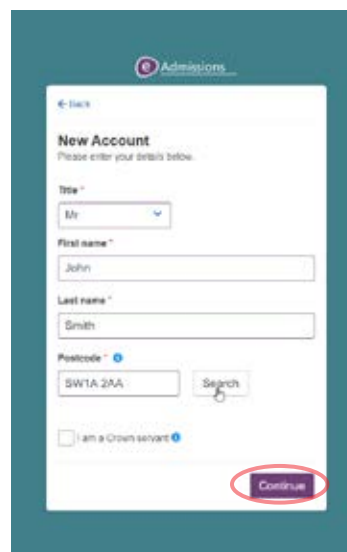 e Admissions
← Back
New Account
Please enter your details below.
Title *
Mr
First name *
John
Last name *
Smith
Postcode * i
SW1A 2AA Search
I am a Crown servant i
Continue